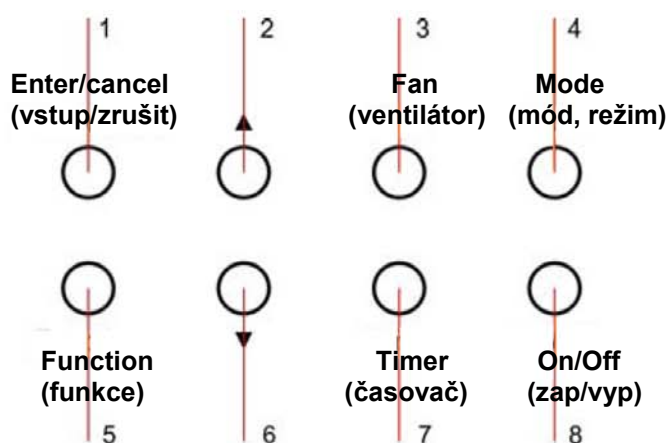 1 2 3 4
Enter/cancel Fan Mode
(vstup/zrušit) (ventilátor) (mód, režim)
Function Timer On/Off
(funkce) (časovač) (zap/vyp)
5 6 7 8